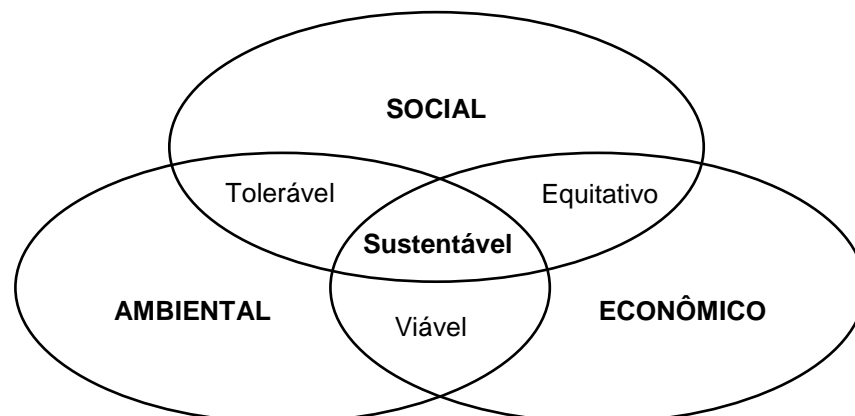 SOCIAL
Tolerável
Equitativo
Sustentável
AMBIENTAL
Viável
ECONÔMICO